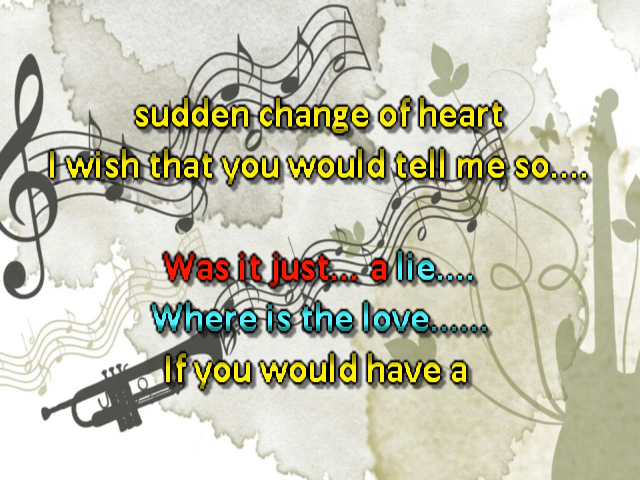 sudden change of heart
I wish that you would tell me so....
Was it just... a lie....
Where is the love......
If you would have a